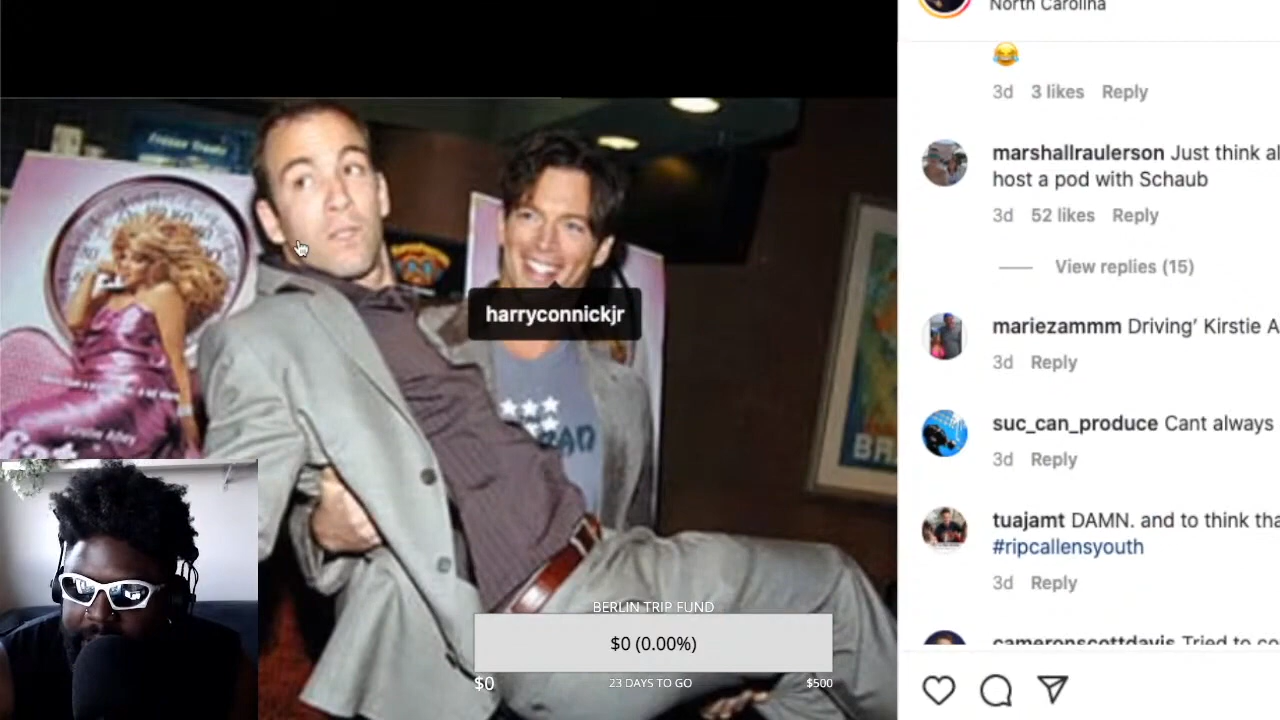 North Carolina
😂
3d 3 likes Reply
marshallraulerson Just think al
host a pod with Schaub
3d 52 likes Reply
View replies (15)
harryconnickjr
mariezammm Driving’ Kirstie A
3d Reply
suc_can_produce Cant always
3d Reply
tuajamt DAMN. and to think tha
#ripcallensyouth
3d Reply
cameronscottdavis Tried to co
BERLIN TRIP FUND
$0 (0.00%)
$0 23 DAYS TO GO $500